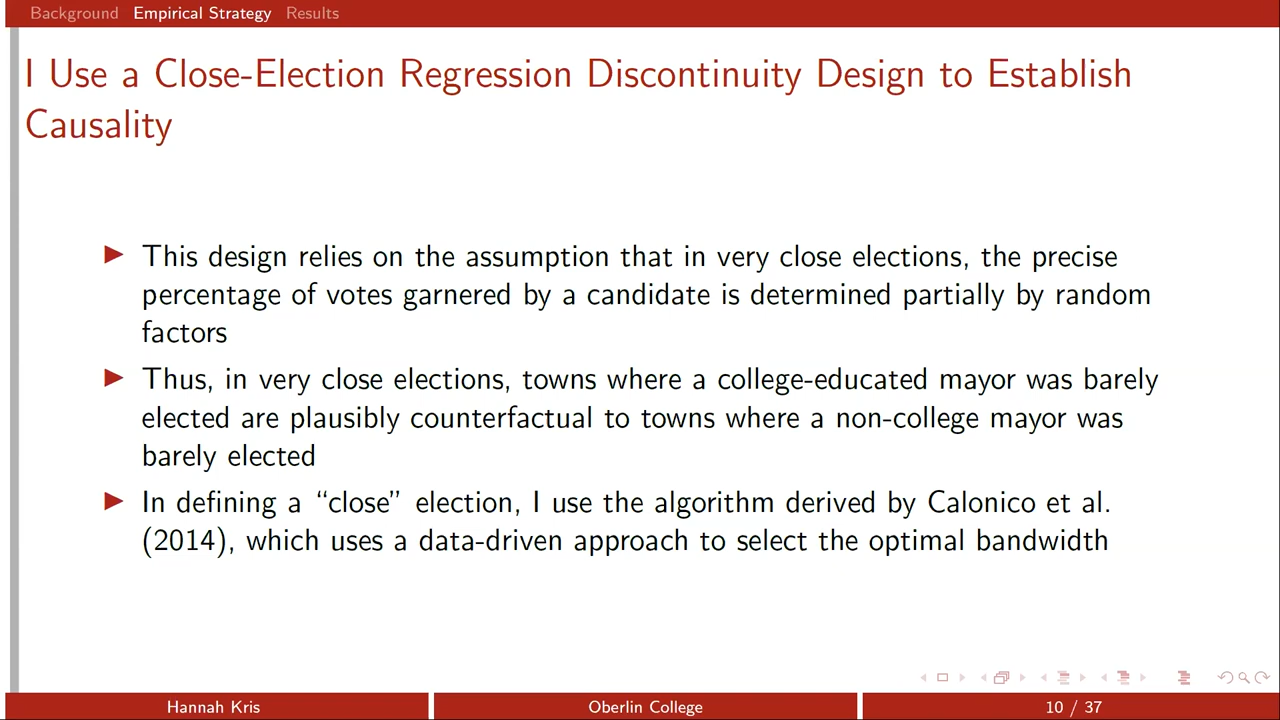 Background Empirical Strategy Results
I Use a Close-Election Regression Discontinuity Design to Establish
Causality
This design relies on the assumption that in very close elections, the precise
percentage of votes garnered by a candidate is determined partially by random
factors
Thus, in very close elections, towns where a college-educated mayor was barely
elected are plausibly counterfactual to towns where a non-college mayor was
barely elected
In defining a “close” election, I use the algorithm derived by Calonico et al.
(2014), which uses a data-driven approach to select the optimal bandwidth
Hannah Kris Oberlin College 10 / 37